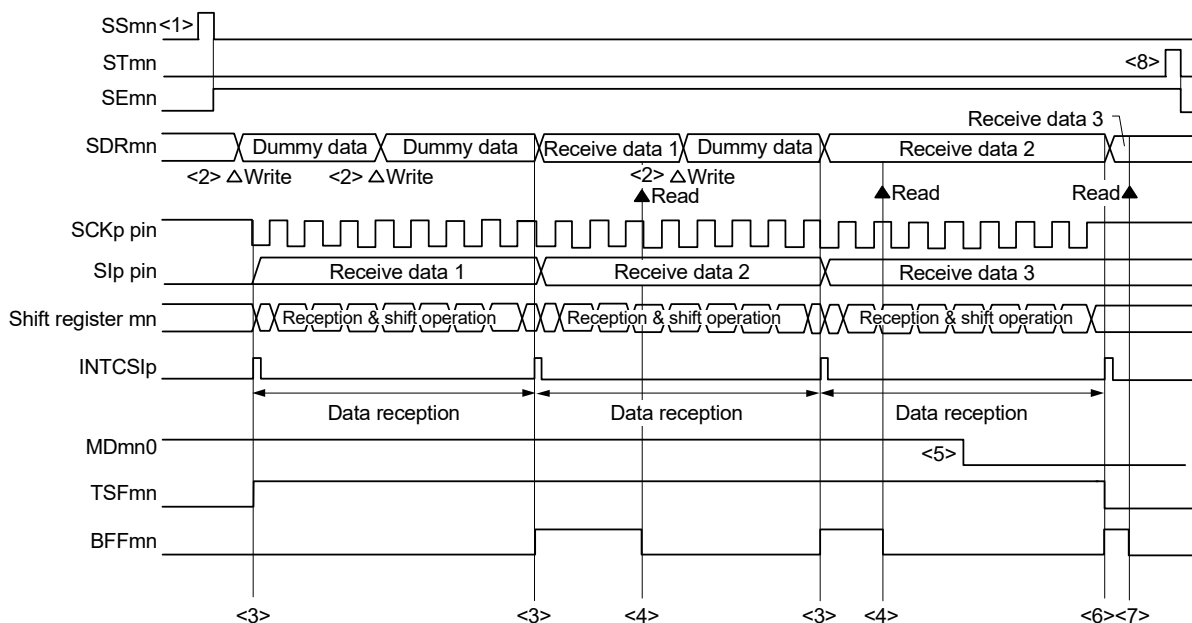 SSmn <1>
STmn <8>
SEmn
Receive data 3
SDRmn Dummy data Dummy data Receive data 1 Dummy data Receive data 2
<2> △Write <2> △Write <2> △Write
▲Read ▲Read Read▲
SCKp pin
SIp pin Receive data 1 Receive data 2 Receive data 3
Shift register mn Reception & shift operation Reception & shift operation Reception & shift operation
INTCSIp
Data reception Data reception Data reception
MDmn0 <5>
TSFmn
BFFmn
<3> <3> <4> <3> <4> <6><7>